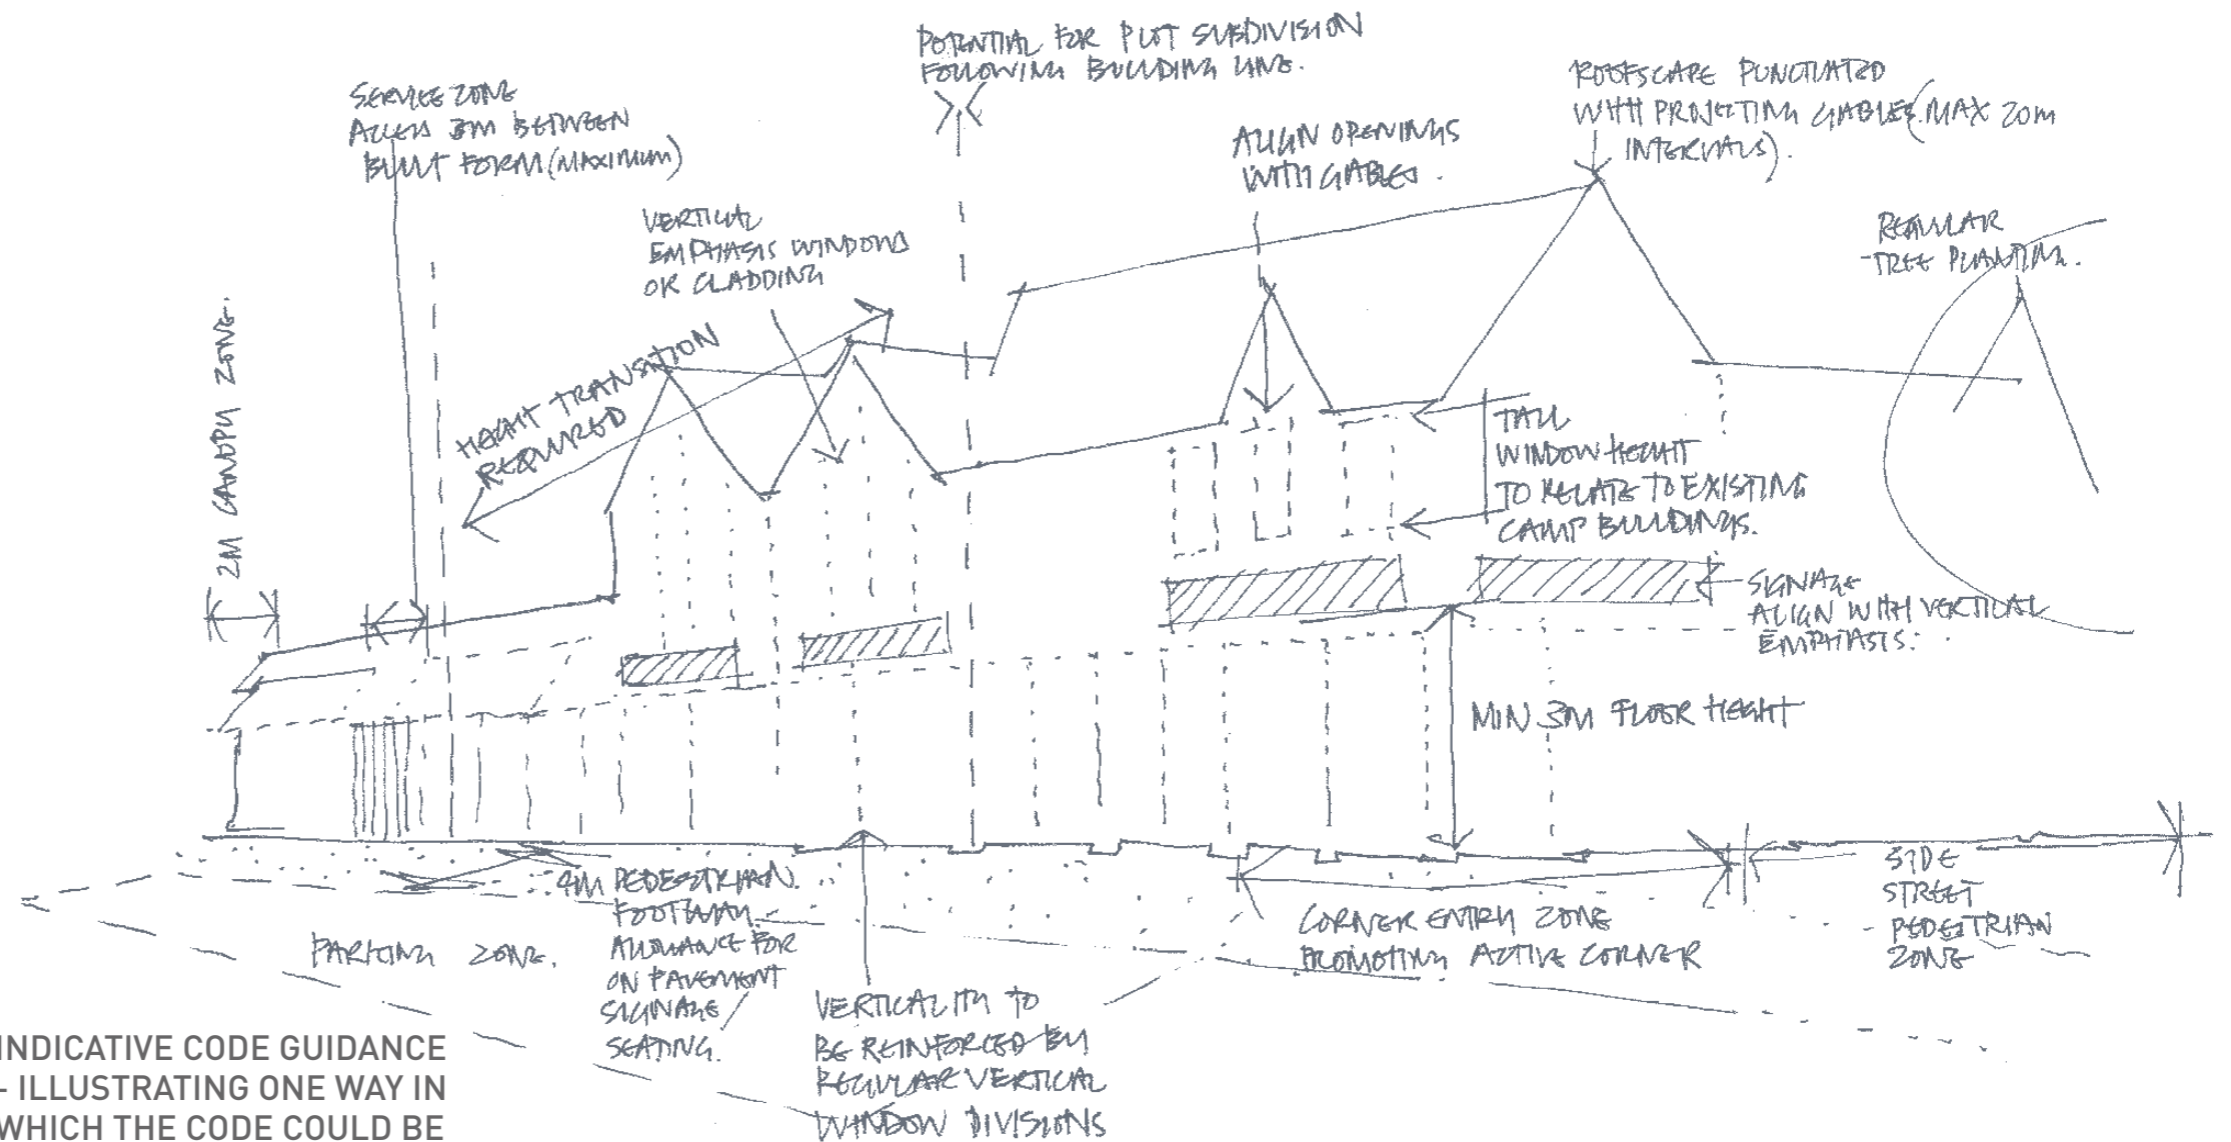 POTENTIAL FOR PLOT SUBDIVISION
FOLLOWING BUILDING LINE.
SERVICE ZONE
ACCESS 3M BETWEEN
BUILT FORM (MAXIMUM)
ROOFSCAPE PUNCTUATED
WITH PROJECTING GABLES (MAX 20m
INTERVALS).
ALIGN OPENINGS
WITH GABLES.
VERTICAL
EMPHASIS WINDOWS
OR CLADDING
REGULAR
TREE PLANTING.
2M CANOPY ZONE.
HEIGHT TRANSITION
REQUIRED
TALL
WINDOW HEIGHT
TO RELATE TO EXISTING
CAMP BUILDINGS.
SIGNAGE
ALIGN WITH VERTICAL
EMPHASIS.
MIN 3M FLOOR HEIGHT
4M PEDESTRIAN.
FOOTWAY
ALLOWANCE FOR
ON PAVEMENT
SIGNAGE /
SEATING.
PARKING ZONE.
CORNER ENTRY ZONE
PROMOTING ACTIVE CORNER
SIDE
STREET
PEDESTRIAN
ZONE
VERTICALITY TO
BE REINFORCED BY
REGULAR VERTICAL
WINDOW DIVISIONS
INDICATIVE CODE GUIDANCE
- ILLUSTRATING ONE WAY IN
WHICH THE CODE COULD BE